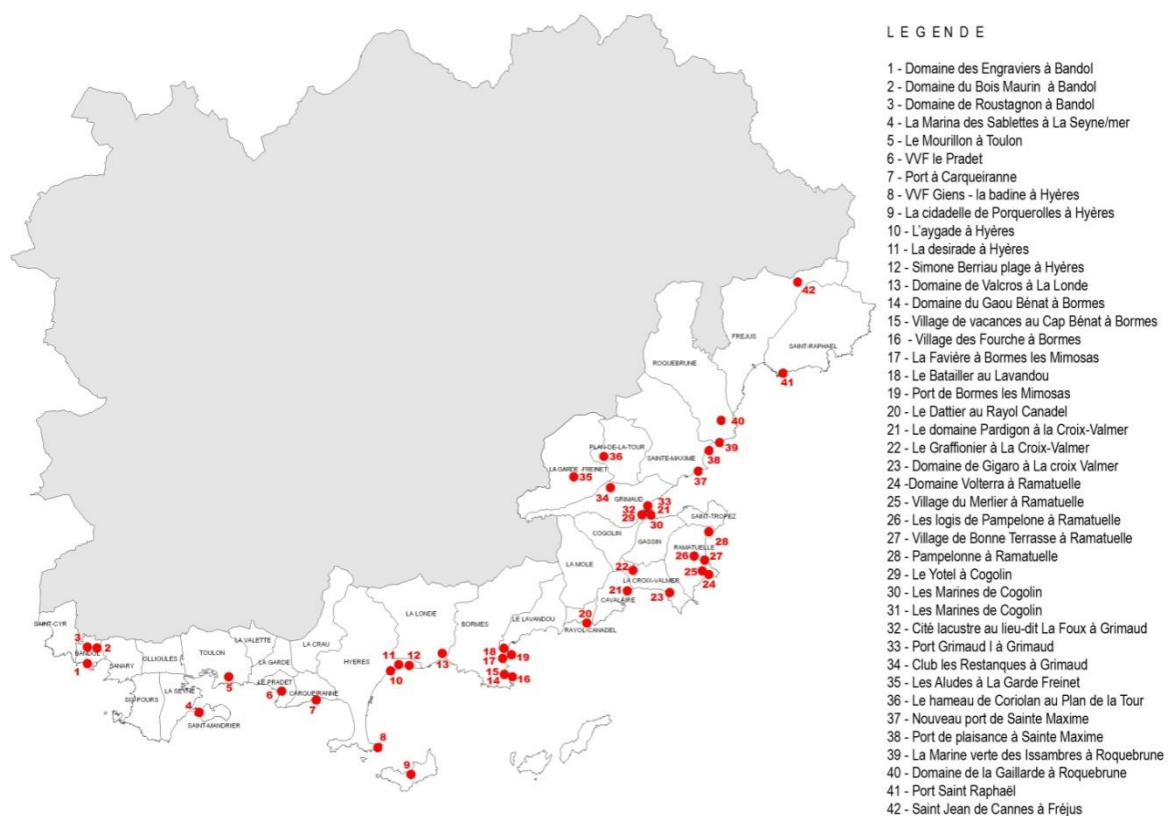 L E G E N D E
1 - Domaine des Engraviers à Bandol
2 - Domaine du Bois Maurin à Bandol
3 - Domaine de Roustagnon à Bandol
4 - La Marina des Sablettes à La Seyne/mer
5 - Le Mourillon à Toulon
6 - VVF le Pradet
7 - Port à Carqueiranne
8 - VVF Giens - la badine à Hyères
9 - La cidadelle de Porquerolles à Hyères
10 - L'aygade à Hyères
11 - La desirade à Hyères
12 - Simone Berriau plage à Hyères
13 - Domaine de Valcros à La Londe
14 - Domaine du Gaou Bénat à Bormes
15 - Village de vacances au Cap Bénat à Bormes
16 - Village des Fourche à Bormes
17 - La Favière à Bormes les Mimosas
18 - Le Batailler au Lavandou
19 - Port de Bormes les Mimosas
20 - Le Dattier au Rayol Canadel
21 - Le domaine Pardigon à la Croix-Valmer
22 - Le Graffionier à La Croix-Valmer
23 - Domaine de Gigaro à La croix Valmer
24 -Domaine Volterra à Ramatuelle
25 - Village du Merlier à Ramatuelle
26 - Les logis de Pampelone à Ramatuelle
27 - Village de Bonne Terrasse à Ramatuelle
28 - Pampelonne à Ramatuelle
29 - Le Yotel à Cogolin
30 - Les Marines de Cogolin
31 - Les Marines de Cogolin
32 - Cité lacustre au lieu-dit La Foux à Grimaud
33 - Port Grimaud I à Grimaud
34 - Club les Restanques à Grimaud
35 - Les Aludes à La Garde Freinet
36 - Le hameau de Coriolan au Plan de la Tour
37 - Nouveau port de Sainte Maxime
38 - Port de plaisance à Sainte Maxime
39 - La Marine verte des Issambres à Roquebrune
40 - Domaine de la Gaillarde à Roquebrune
41 - Port Saint Raphaël
42 - Saint Jean de Cannes à Fréjus
42
FREJUS
SAINT-RAPHAEL
ROQUEBRUNE
41
40
39
PLAN-DE-LA-TOUR
36
SAINTE-MAXIME
38
LA GARDE -FREINET
35
37
34
GRIMAUD
33
32
21
29
30
SAINT-TROPEZ
COGOLIN
28
GASSIN
RAMATUELLE
26
27
LA MOLE
22
25
24
LA CROIX-VALMER
21
23
CAVALAIRE
LA LONDE
BORMES
LE LAVANDOU
20
RAYOL-CANADEL
SAINT-CYR
3
2
BANDOL
1
SANARY
OLLIOULES
TOULON
LA VALETTE
LA GARDE
LA CRAU
HYERES
11
12
10
13
18
17
19
15
14
16
5
LE PRADET
6
CARQUEIRANNE
7
SIX-FOURS
LA SEYNE
4
SAINT-MANDRIER
8
9